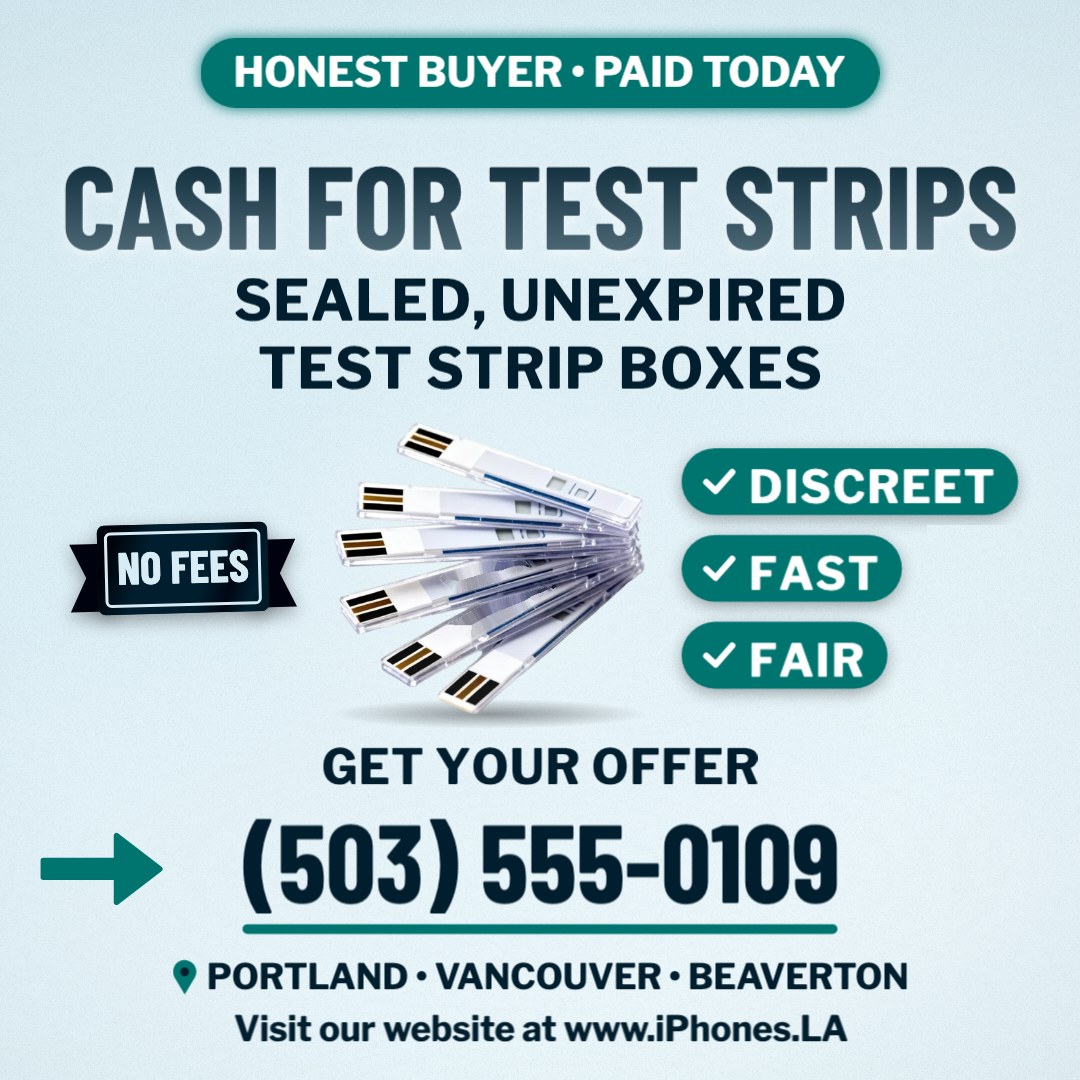 HONEST BUYER • PAID TODAY
CASH FOR TEST STRIPS
SEALED, UNEXPIRED
TEST STRIP BOXES
NO FEES
DISCREET
FAST
FAIR
GET YOUR OFFER
(503) 555-0109
PORTLAND • VANCOUVER • BEAVERTON
Visit our website at www.iPhones.LA